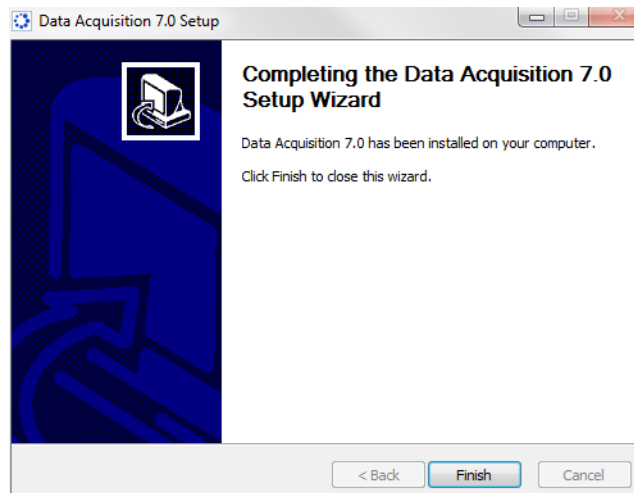 Data Acquisition 7.0 Setup
Completing the Data Acquisition 7.0
Setup Wizard
Data Acquisition 7.0 has been installed on your computer.
Click Finish to close this wizard.
< Back Finish Cancel